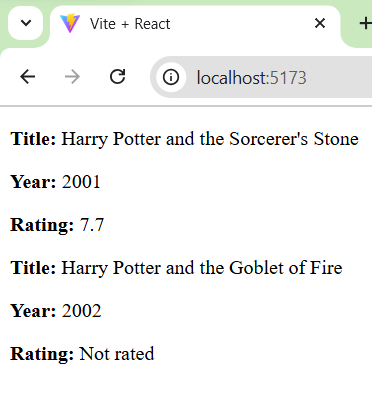 Vite + React
localhost:5173
Title: Harry Potter and the Sorcerer's Stone
Year: 2001
Rating: 7.7
Title: Harry Potter and the Goblet of Fire
Year: 2002
Rating: Not rated